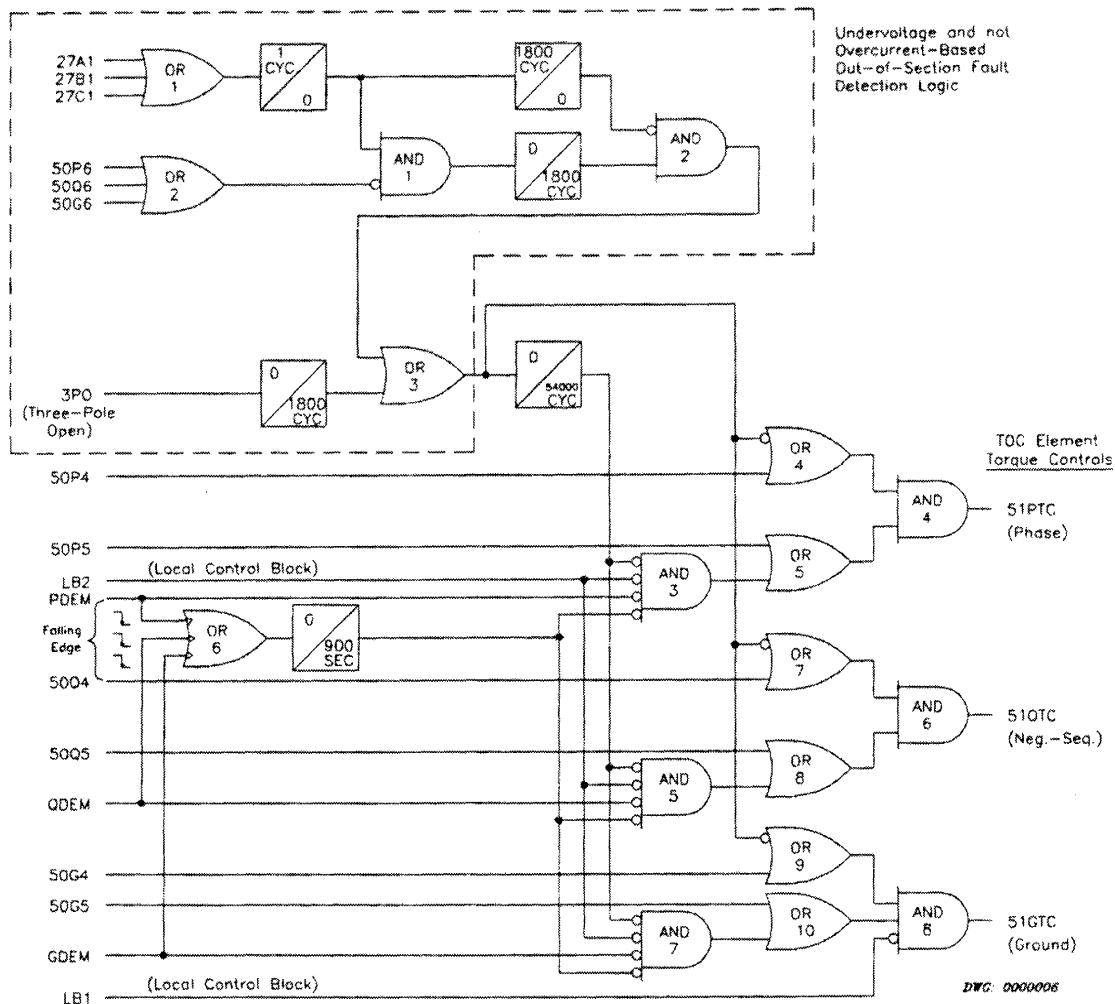 Undervoltage and not
Overcurrent-Based
Out-of-Section Fault
Detection Logic
27A1
27B1
27C1
OR
1
1
CYC
0
1800
CYC
0
50P6
50Q6
50G6
OR
2
AND
1
0
1800
CYC
AND
2
3PO
(Three-Pole
Open)
0
1800
CYC
OR
3
0
54000
CYC
TOC Element
Torque Controls
50P4
OR
4
AND
4
51PTC
(Phase)
50P5
OR
5
LB2
(Local Control Block)
AND
3
PDEM
Falling
Edge
OR
6
0
900
SEC
50Q4
OR
7
AND
6
51QTC
(Neg.-Seq.)
50Q5
OR
8
QDEM
AND
5
50G4
OR
9
50G5
OR
10
AND
8
51GTC
(Ground)
GDEM
AND
7
LB1
(Local Control Block)
DWG: 0000006